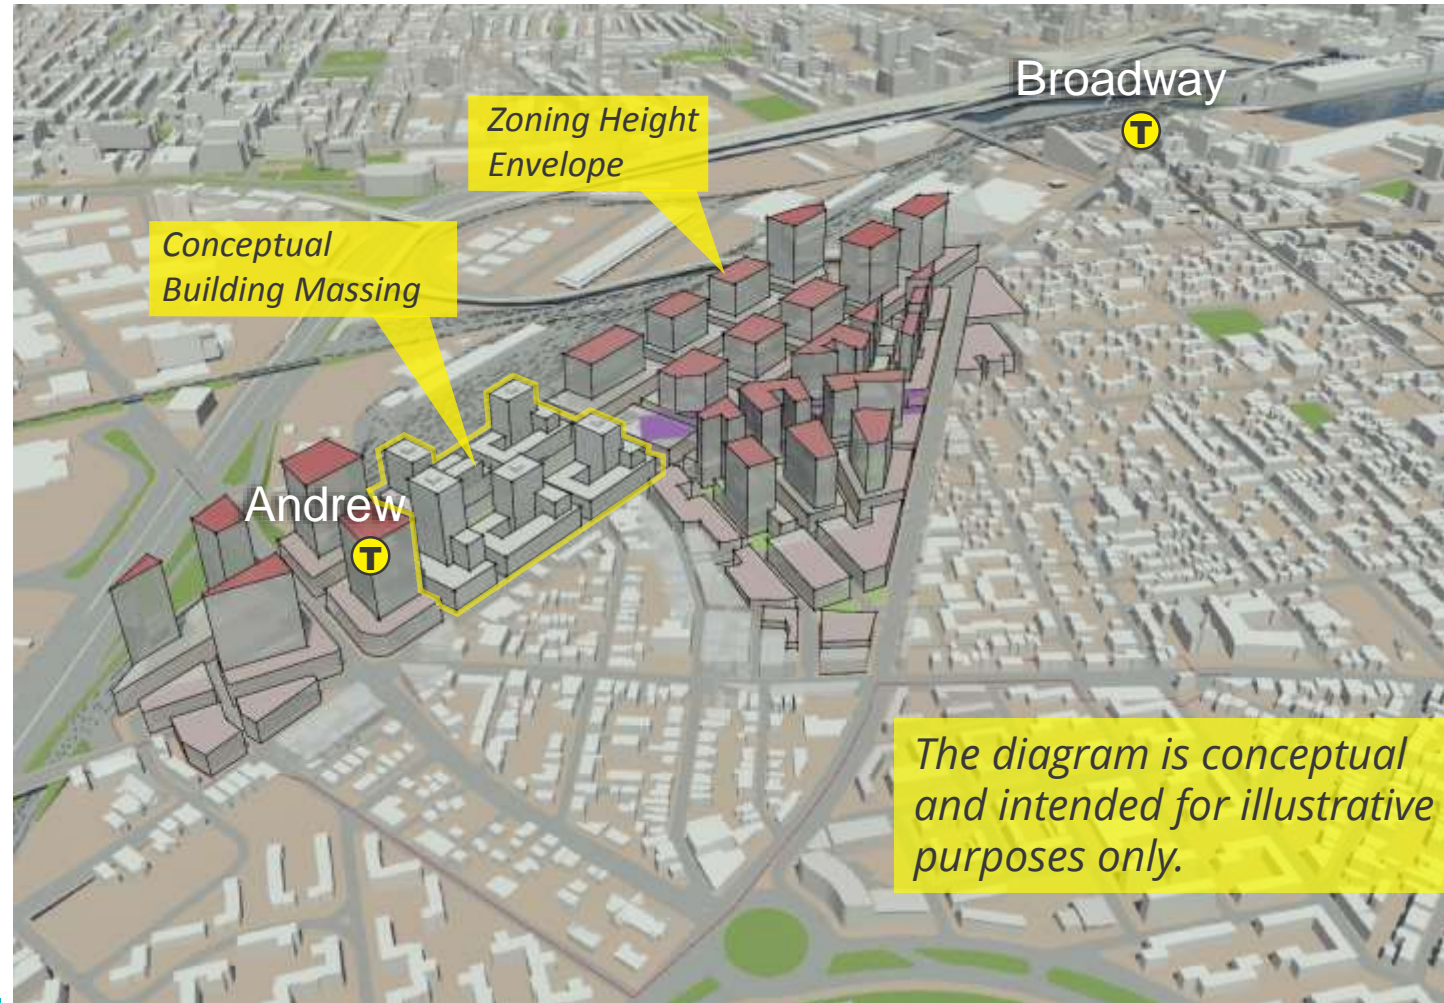 Broadway
T
Zoning Height
Envelope
Conceptual
Building Massing
Andrew
T
The diagram is conceptual
and intended for illustrative
purposes only.